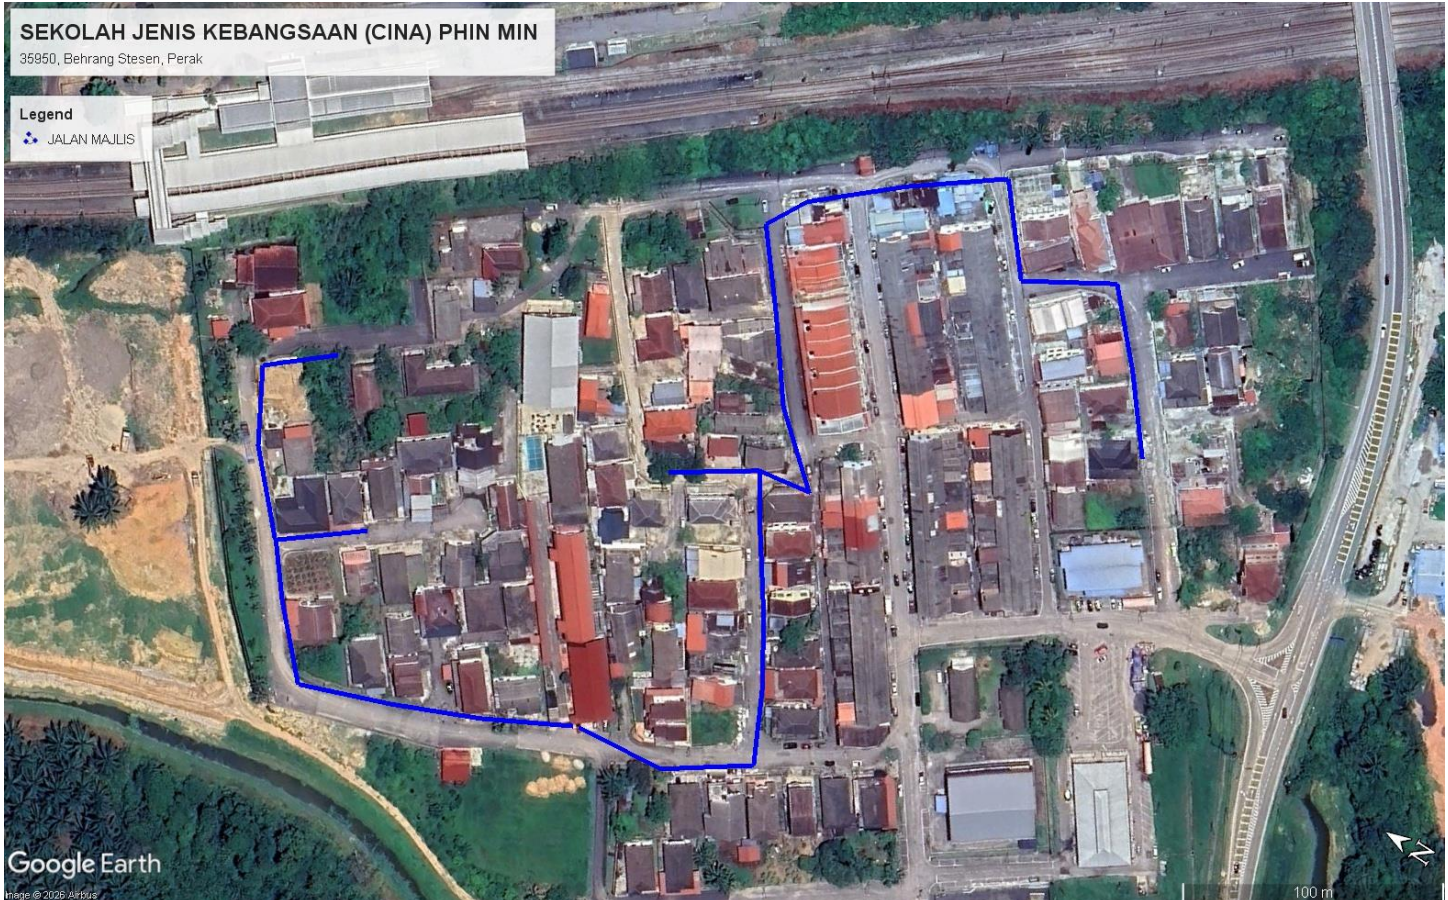 SEKOLAH JENIS KEBANGSAAN (CINA) PHIN MIN
35950, Behrang Stesen, Perak
Legend
JALAN MAJLIS
Google Earth
Image © 2026 Airbus
100 m
N